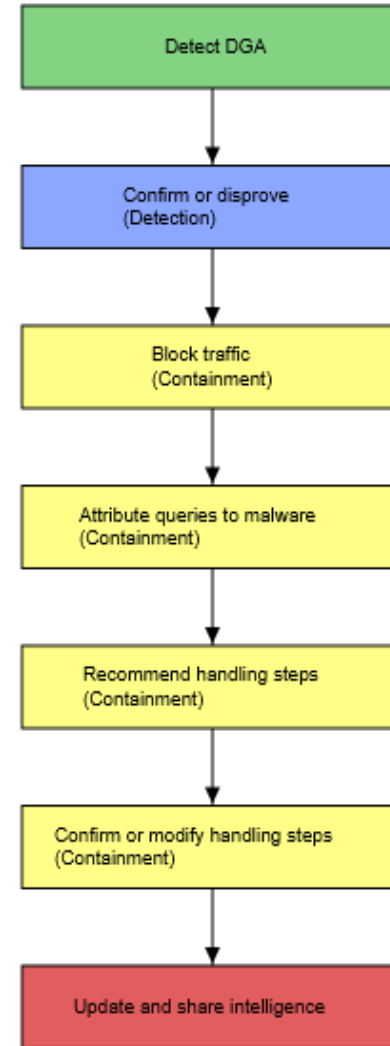 Detect DGA
Confirm or disprove
(Detection)
Block traffic
(Containment)
Attribute queries to malware
(Containment)
Recommend handling steps
(Containment)
Confirm or modify handling steps
(Containment)
Update and share intelligence